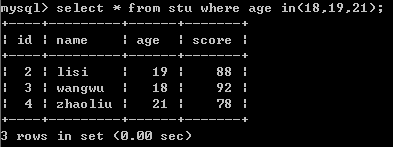 mysql> select * from stu where age in(18,19,21);
+----+---------+------+-------+
| id | name    | age  | score |
+----+---------+------+-------+
|  2 | lisi    |   19 |    88 |
|  3 | wangwu  |   18 |    92 |
|  4 | zhaoliu |   21 |    78 |
+----+---------+------+-------+
3 rows in set (0.00 sec)